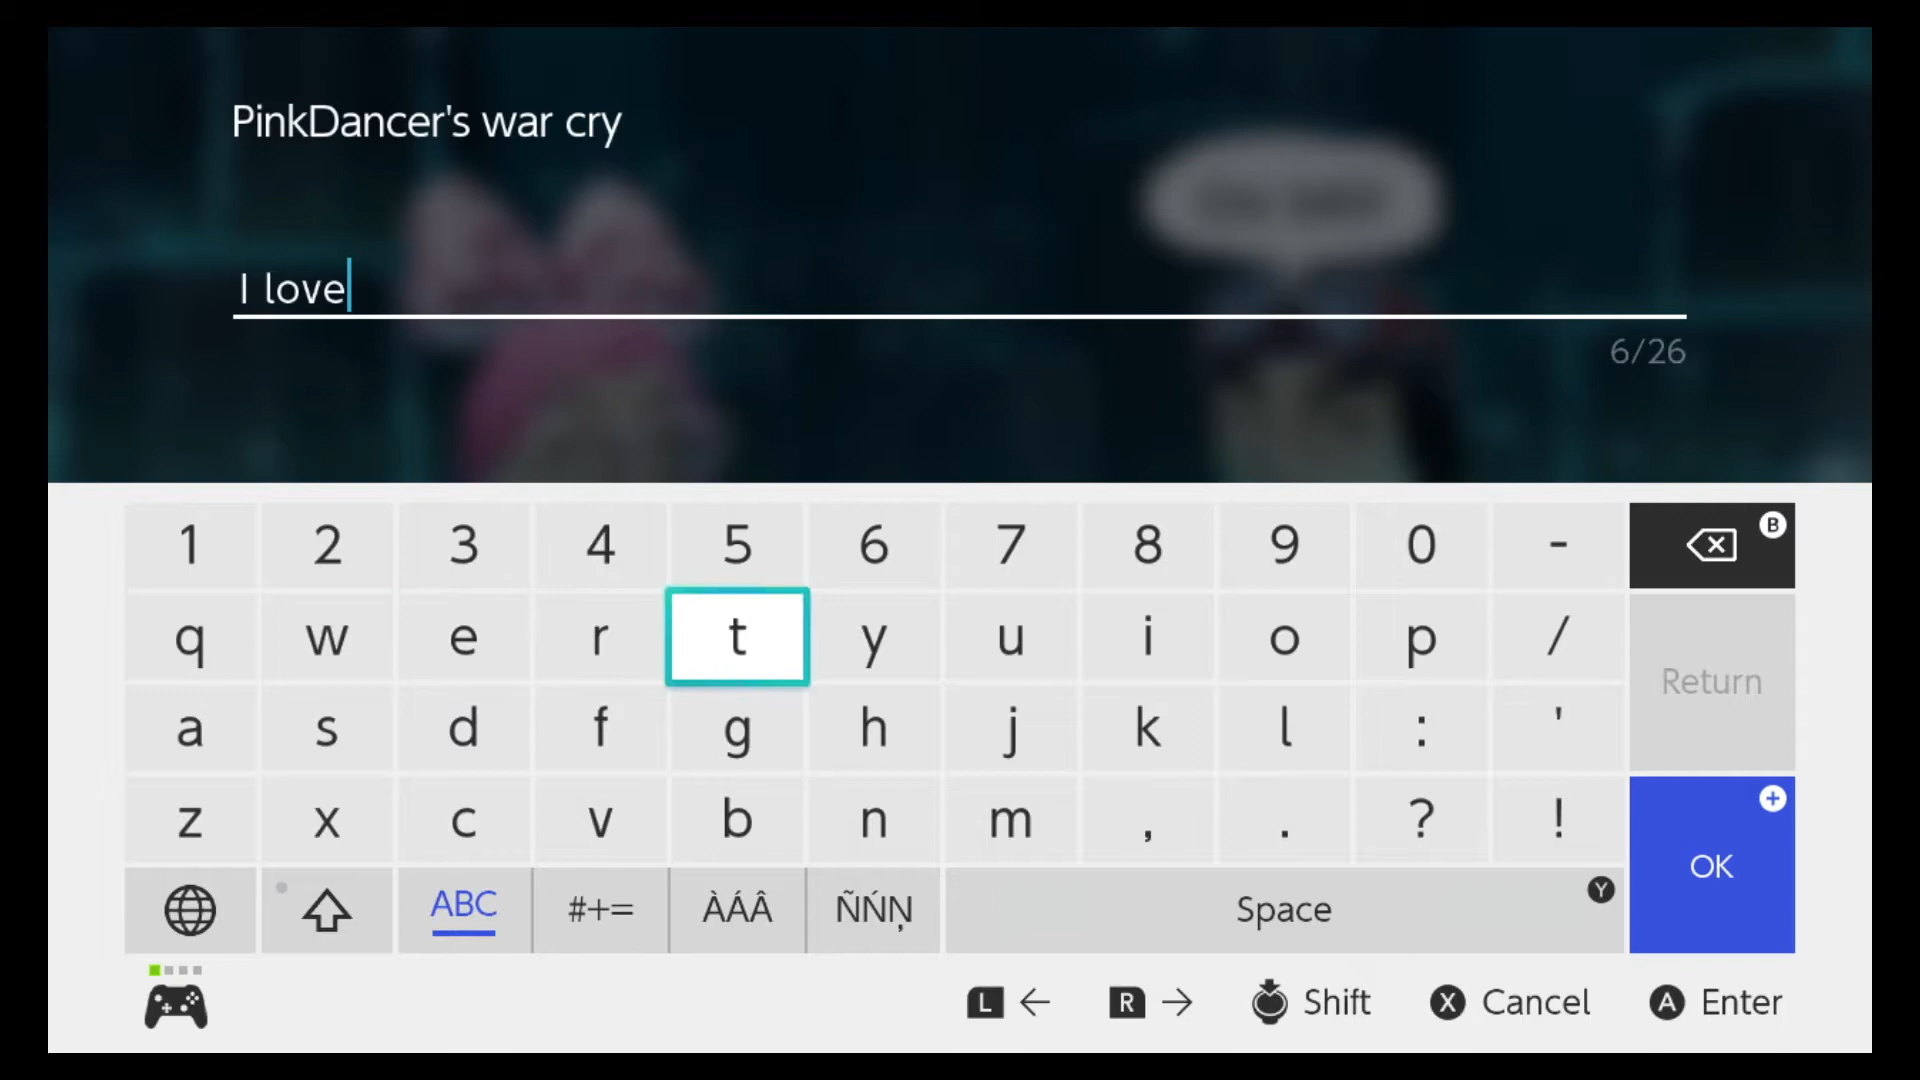 PinkDancer's war cry
I love
6/26
1 2 3 4 5 6 7 8 9 0 - B
q w e r t y u i o p / Return
a s d f g h j k l : '
z x c v b n m , . ? ! + OK
ABC #+= ÀÁÂ ÑŃŅ Space Y
L ← R → Shift X Cancel A Enter